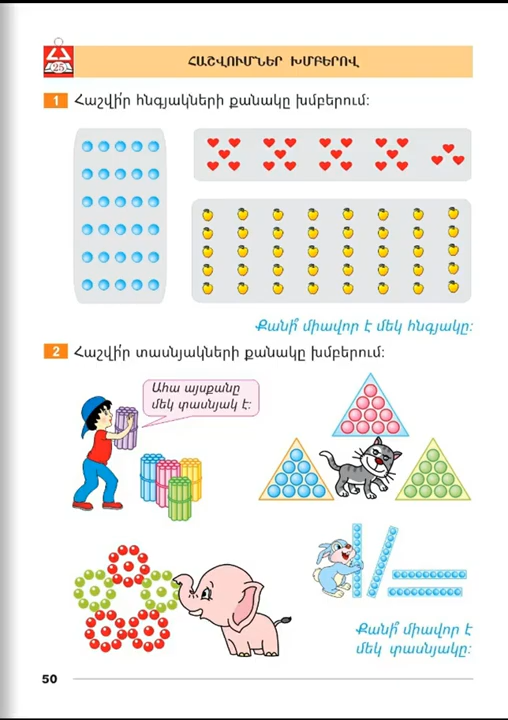 25
ՀԱՇՎՈՒՄՆԵՐ ԽՄԲԵՐՈՎ
1 Հաշվի՛ր հնգյակների քանակը խմբերում:
Քանի՞ միավոր է մեկ հնգյակը:
2 Հաշվի՛ր տասնյակների քանակը խմբերում:
Ահա այսքանը
մեկ տասնյակ է:
Քանի՞ միավոր է
մեկ տասնյակը:
50